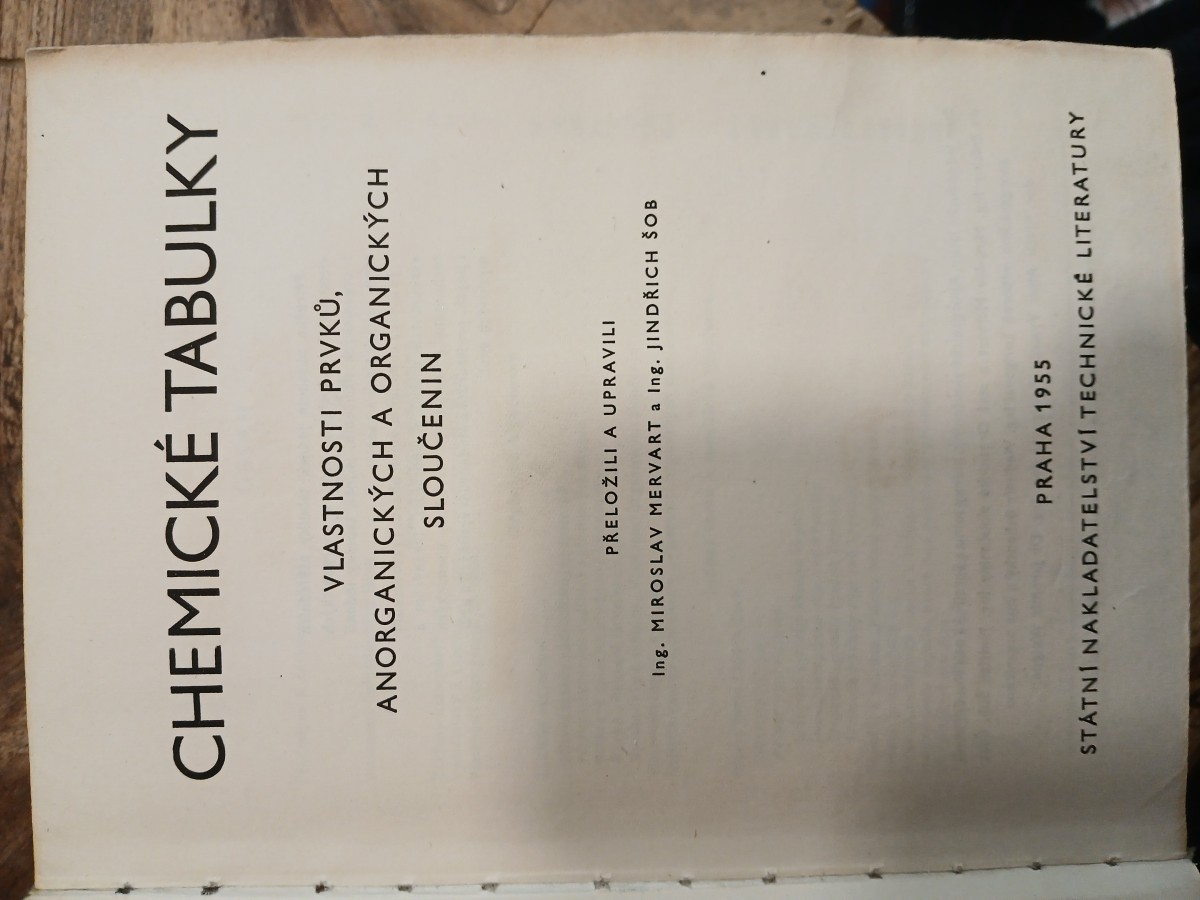 CHEMICKÉ TABULKY
VLASTNOSTI PRVKŮ,
ANORGANICKÝCH A ORGANICKÝCH
SLOUČENIN
PŘELOŽILI A UPRAVILI
Ing. MIROSLAV MERVART a Ing. JINDŘICH ŠOB
PRAHA 1955
STÁTNÍ NAKLADATELSTVÍ TECHNICKÉ LITERATURY